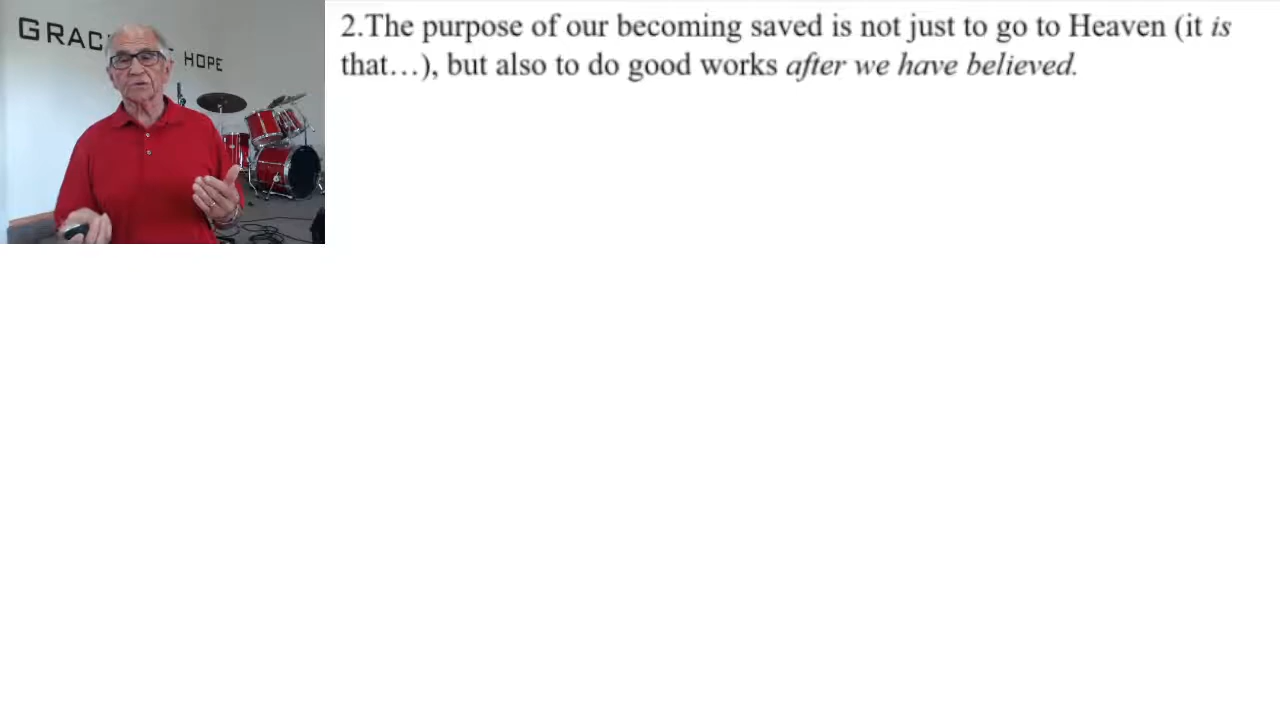 GRAC
HOPE
2.The purpose of our becoming saved is not just to go to Heaven (it is
that…), but also to do good works after we have believed.